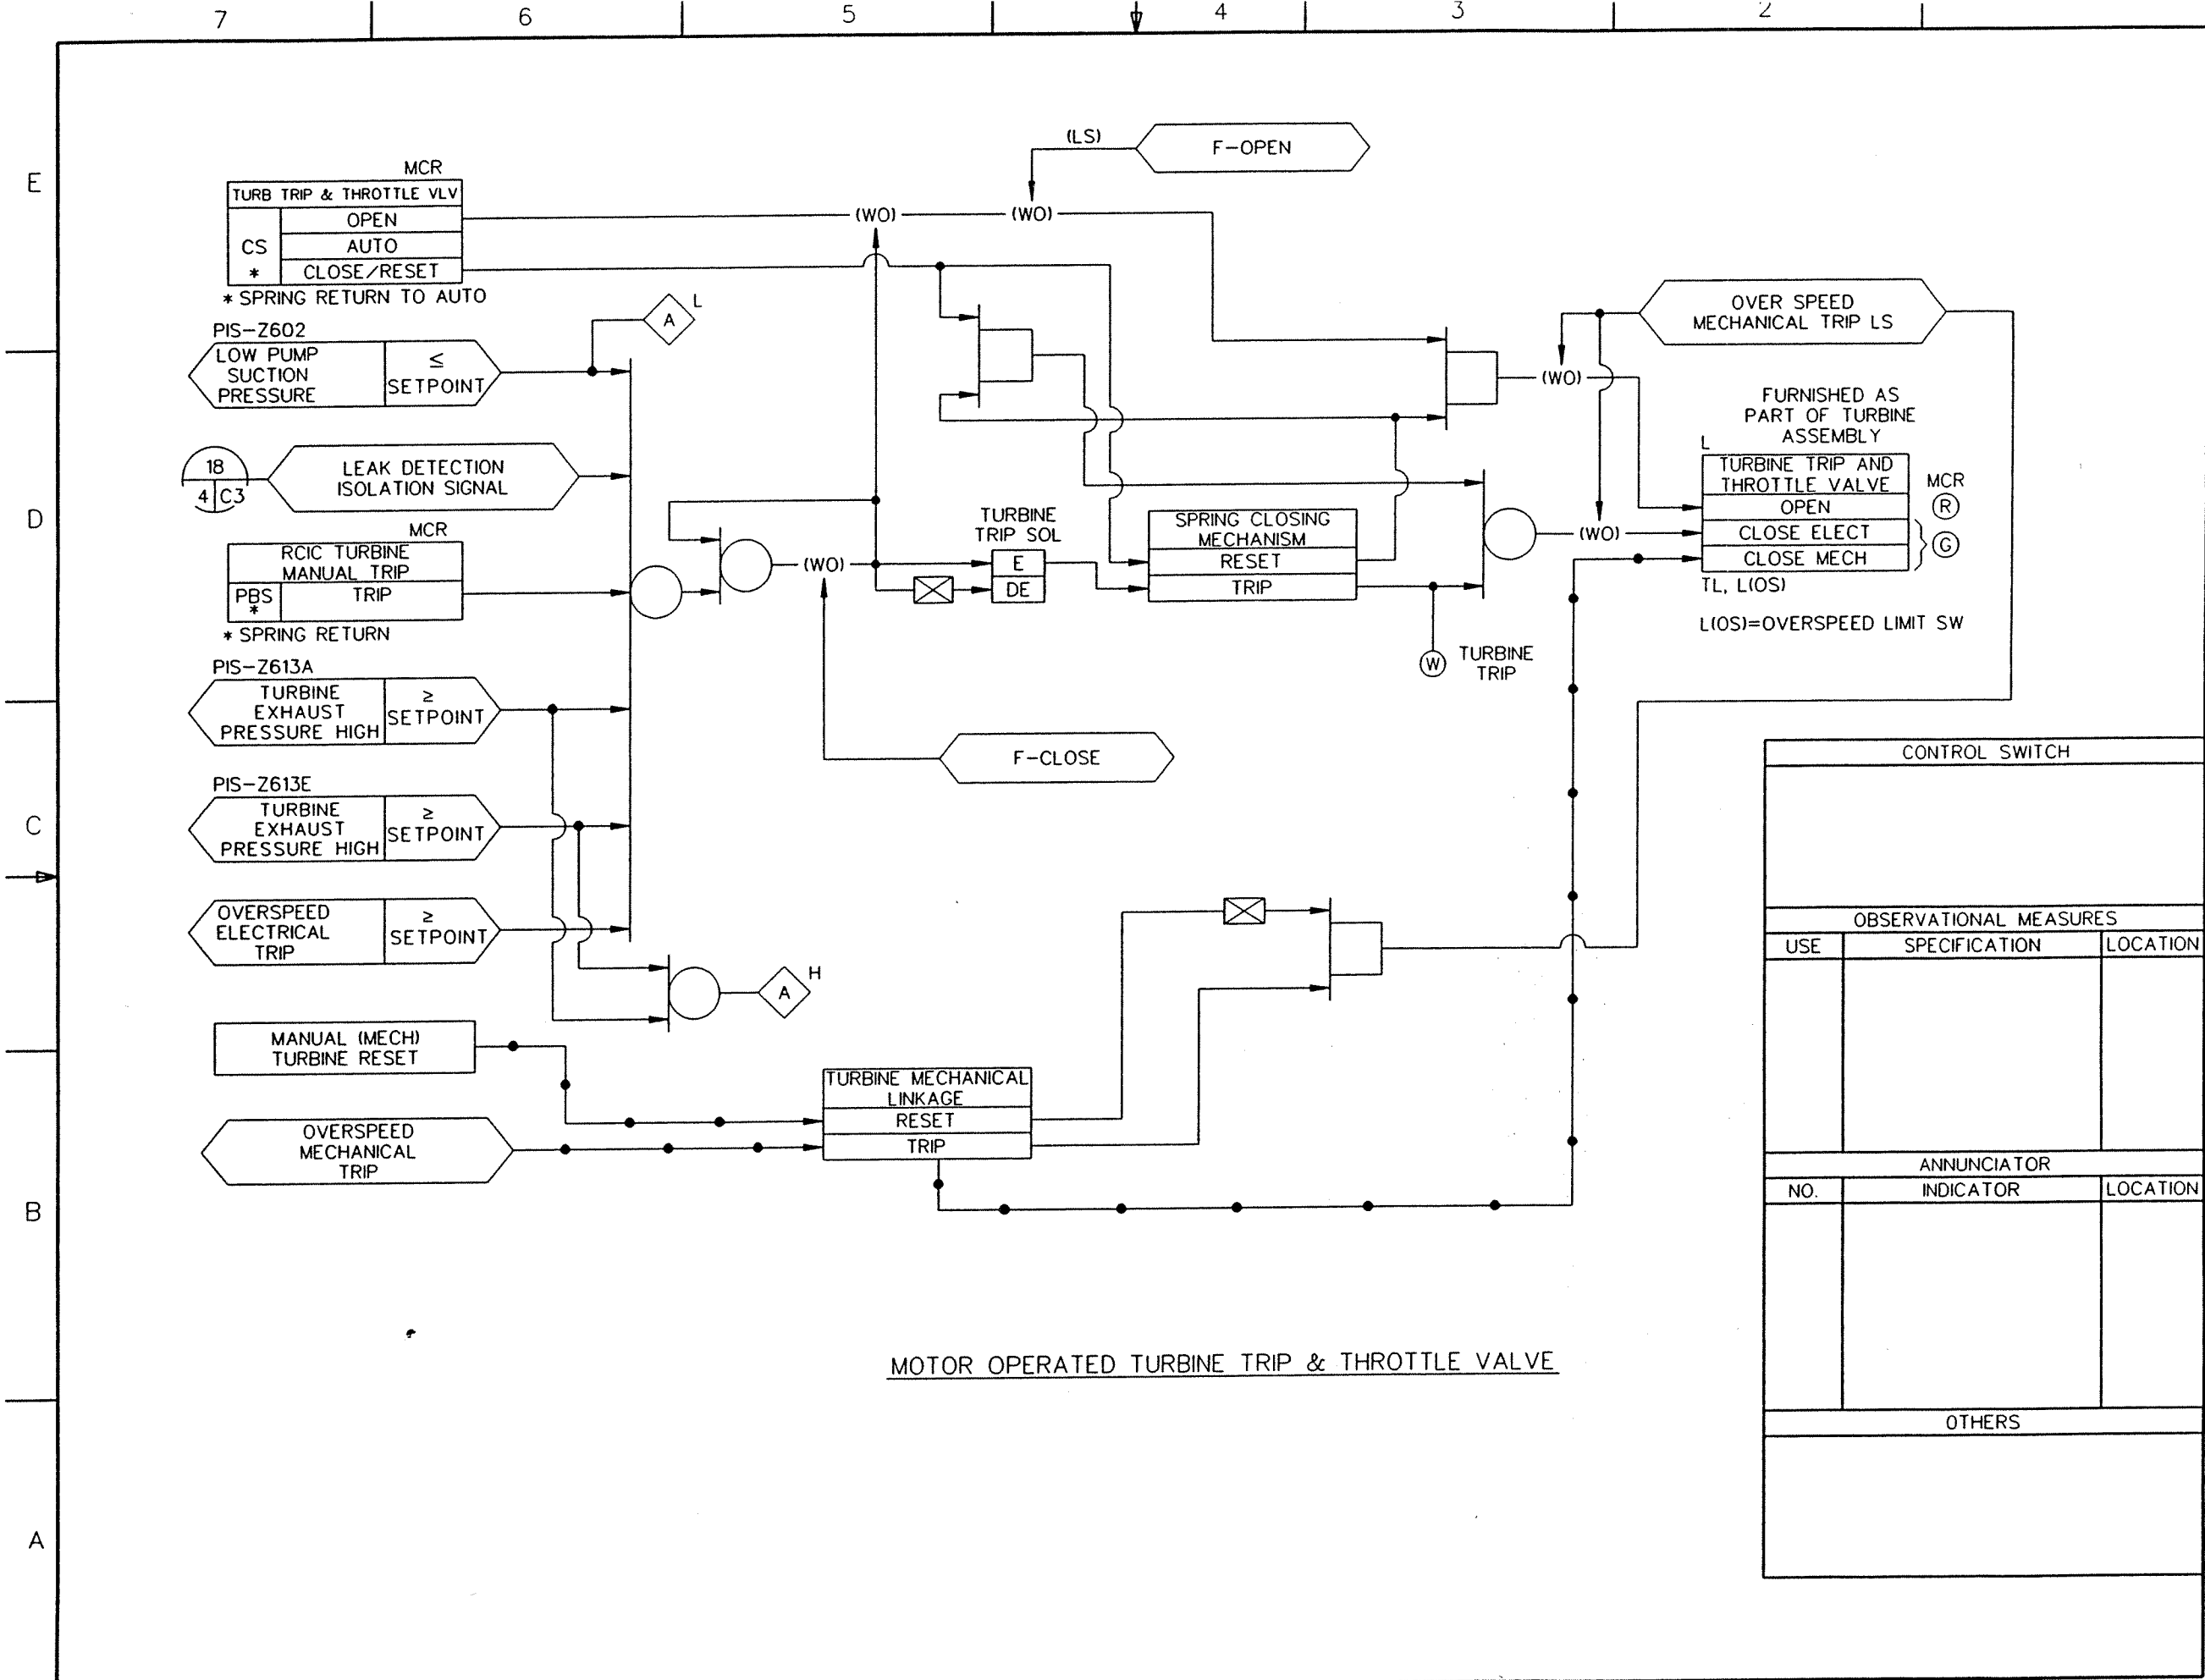 7 6 5 4 3 2
E
D
C
B
A
(LS)
F-OPEN
MCR
TURB TRIP & THROTTLE VLV
OPEN
CS
AUTO
*
CLOSE/RESET
* SPRING RETURN TO AUTO
(WO)
(WO)
PIS-Z602
LOW PUMP
SUCTION
PRESSURE
≤
SETPOINT
A
L
OVER SPEED
MECHANICAL TRIP LS
(WO)
18
4 C3
LEAK DETECTION
ISOLATION SIGNAL
FURNISHED AS
PART OF TURBINE
ASSEMBLY
L
TURBINE TRIP AND
THROTTLE VALVE
OPEN
CLOSE ELECT
CLOSE MECH
MCR
R
G
TL, L(OS)
L(OS)=OVERSPEED LIMIT SW
MCR
RCIC TURBINE
MANUAL TRIP
PBS
*
TRIP
* SPRING RETURN
(WO)
TURBINE
TRIP SOL
E
DE
SPRING CLOSING
MECHANISM
RESET
TRIP
(WO)
W
TURBINE
TRIP
PIS-Z613A
TURBINE
EXHAUST
PRESSURE HIGH
≥
SETPOINT
F-CLOSE
PIS-Z613E
TURBINE
EXHAUST
PRESSURE HIGH
≥
SETPOINT
OVERSPEED
ELECTRICAL
TRIP
≥
SETPOINT
A
H
MANUAL (MECH)
TURBINE RESET
OVERSPEED
MECHANICAL
TRIP
TURBINE MECHANICAL
LINKAGE
RESET
TRIP
MOTOR OPERATED TURBINE TRIP & THROTTLE VALVE
CONTROL SWITCH
OBSERVATIONAL MEASURES
USE SPECIFICATION LOCATION
ANNUNCIATOR
NO. INDICATOR LOCATION
OTHERS